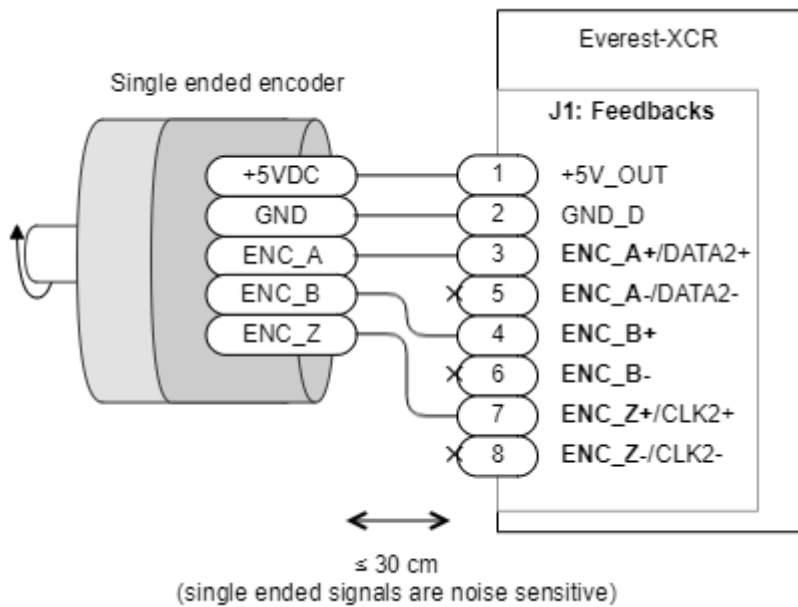 Everest-XCR
Single ended encoder
J1: Feedbacks
+5VDC 1 +5V_OUT
GND 2 GND_D
ENC_A 3 ENC_A+/DATA2+
ENC_B 5 ENC_A-/DATA2-
ENC_Z 4 ENC_B+
6 ENC_B-
7 ENC_Z+/CLK2+
8 ENC_Z-/CLK2-
≤ 30 cm
(single ended signals are noise sensitive)